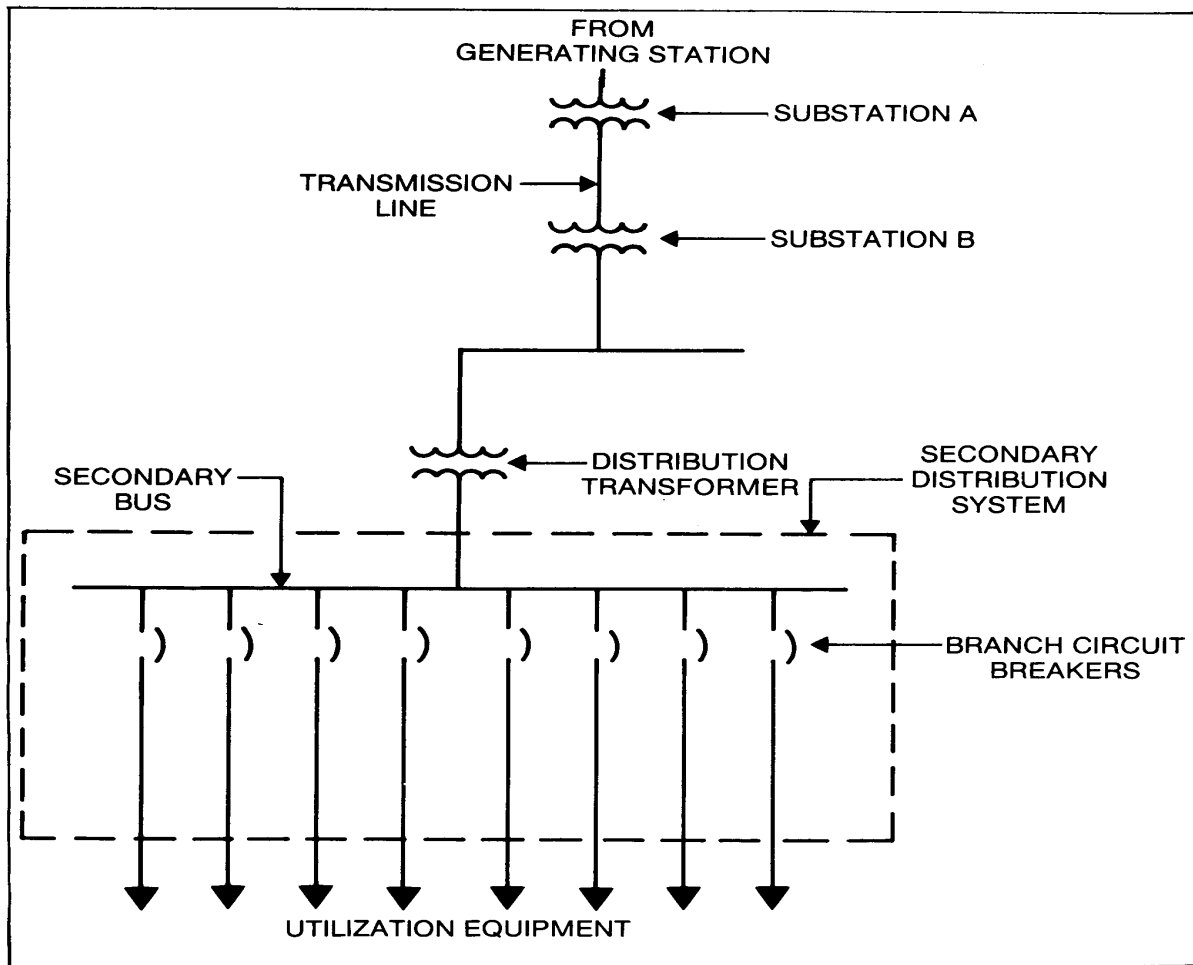 FROM
GENERATING STATION
SUBSTATION A
TRANSMISSION
LINE
SUBSTATION B
DISTRIBUTION
TRANSFORMER
SECONDARY
DISTRIBUTION
SYSTEM
SECONDARY
BUS
BRANCH CIRCUIT
BREAKERS
UTILIZATION EQUIPMENT